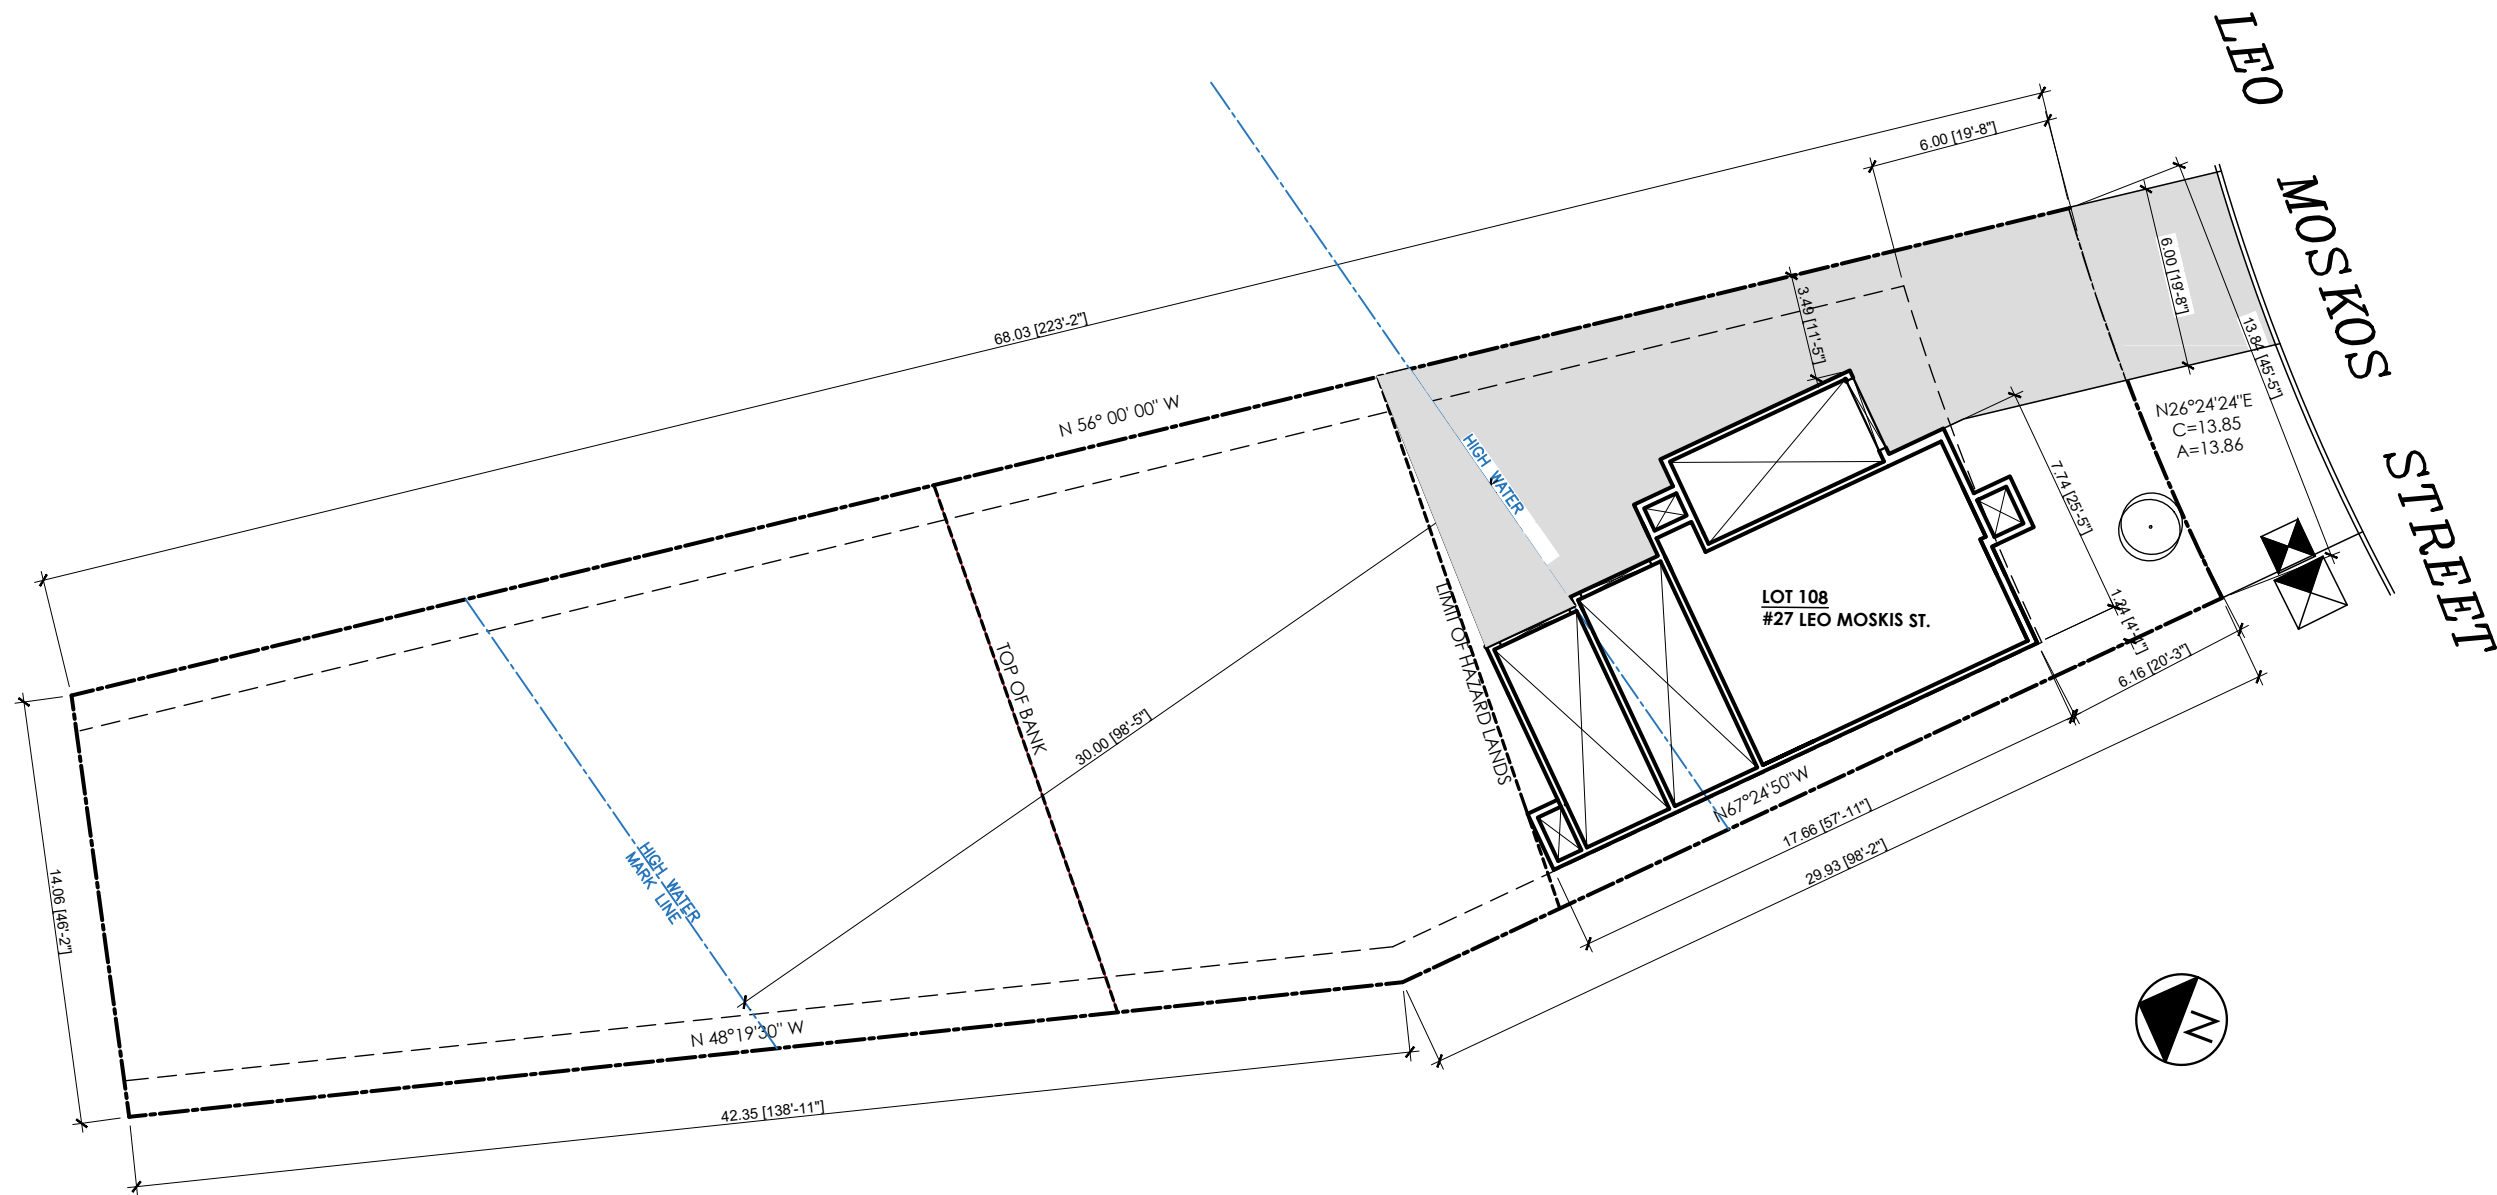 LEO MOSKOS STREET
6.00 [19'-8"]
68.03 [223'-2"]
6.00 [19'-8"]
13.84 [45'-5"]
3.49 [11'-5"]
N 56° 00' 00" W
N26°24'24"E
C=13.85
A=13.86
HIGH WATER
7.74 [25'-5"]
LIMIT OF HAZARD LANDS
LOT 108
#27 LEO MOSKIS ST.
1.24 [4'-1"]
6.16 [20'-3"]
TOP OF BANK
30.00 [98'-5"]
N67°24'50"W
17.66 [57'-11"]
29.93 [98'-2"]
HIGH WATER
MARK LINE
14.06 [46'-2"]
N 48°19'30" W
42.35 [138'-11"]
N